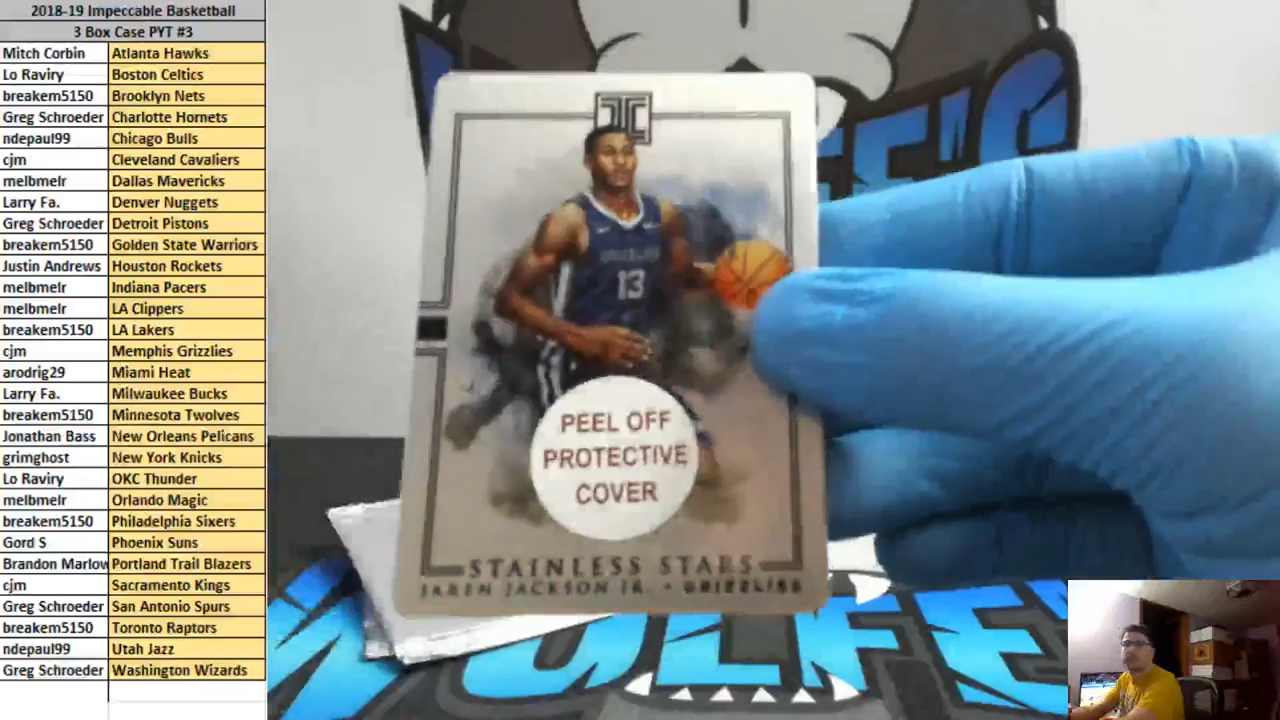 2018-19 Impeccable Basketball
3 Box Case PYT #3
Mitch Corbin Atlanta Hawks
Lo Raviry Boston Celtics
breakem5150 Brooklyn Nets
Greg Schroeder Charlotte Hornets
ndepaul99 Chicago Bulls
cjm Cleveland Cavaliers
melbmelr Dallas Mavericks
Larry Fa. Denver Nuggets
Greg Schroeder Detroit Pistons
breakem5150 Golden State Warriors
Justin Andrews Houston Rockets
melbmelr Indiana Pacers
melbmelr LA Clippers
breakem5150 LA Lakers
cjm Memphis Grizzlies
arodrig29 Miami Heat
Larry Fa. Milwaukee Bucks
breakem5150 Minnesota Twolves
Jonathan Bass New Orleans Pelicans
grimghost New York Knicks
Lo Raviry OKC Thunder
melbmelr Orlando Magic
breakem5150 Philadelphia Sixers
Gord S Phoenix Suns
Brandon Marlow Portland Trail Blazers
cjm Sacramento Kings
Greg Schroeder San Antonio Spurs
breakem5150 Toronto Raptors
ndepaul99 Utah Jazz
Greg Schroeder Washington Wizards
GRIZZLIES
13
PEEL OFF
PROTECTIVE
COVER
STAINLESS STARS
JAREN JACKSON JR. • GRIZZLIES